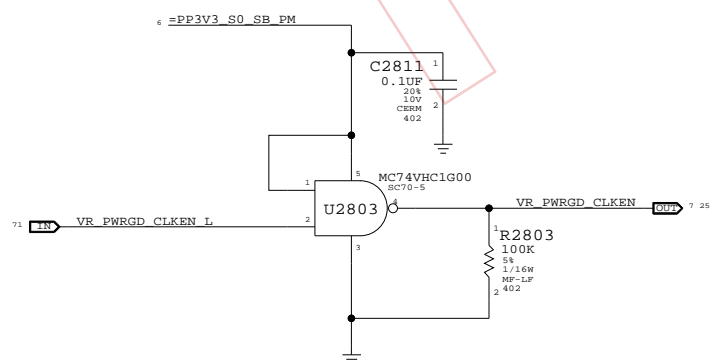 6 =PP3V3_S0_SB_PM
C2811
0.1UF
20%
10V
CERM
402
1
2
5
MC74VHC1G00
SC70-5
1
U2803
4
2
3
71 IN VR_PWRGD_CLKEN_L
VR_PWRGD_CLKEN OUT 7 25
1
R2803
100K
5%
1/16W
MF-LF
402
2